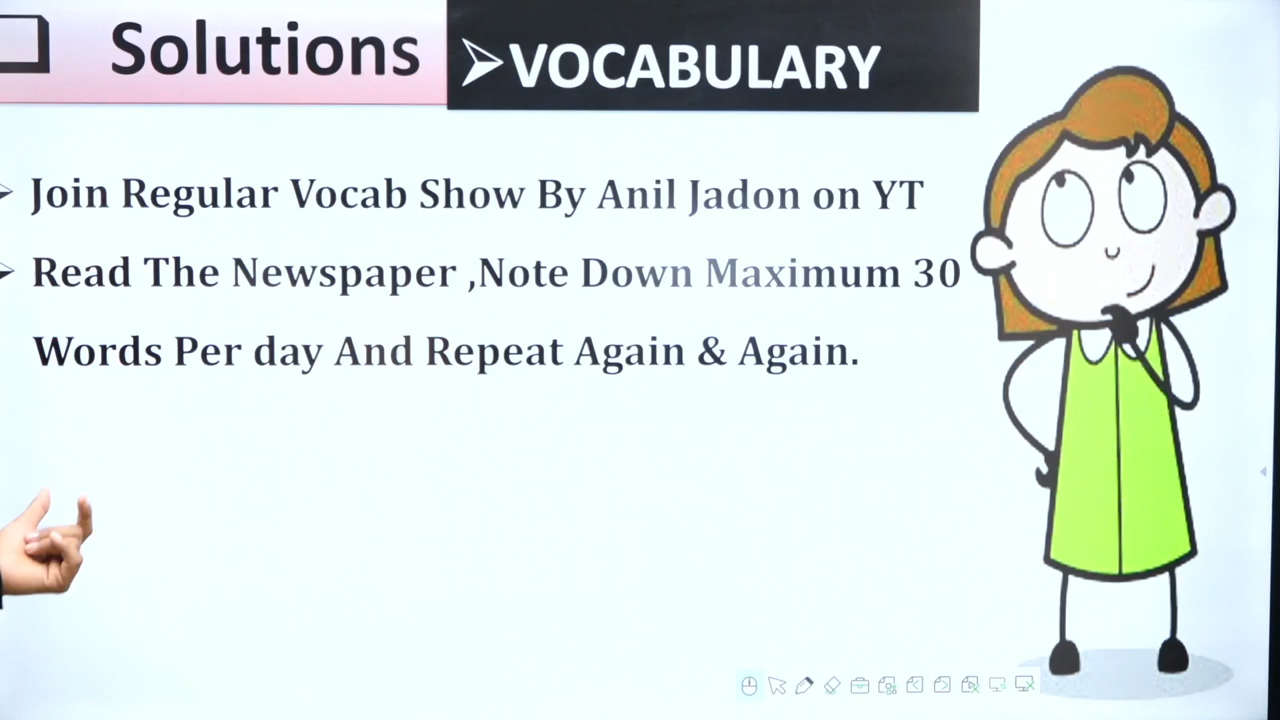 Solutions
VOCABULARY
Join Regular Vocab Show By Anil Jadon on YT
Read The Newspaper ,Note Down Maximum 30
Words Per day And Repeat Again & Again.